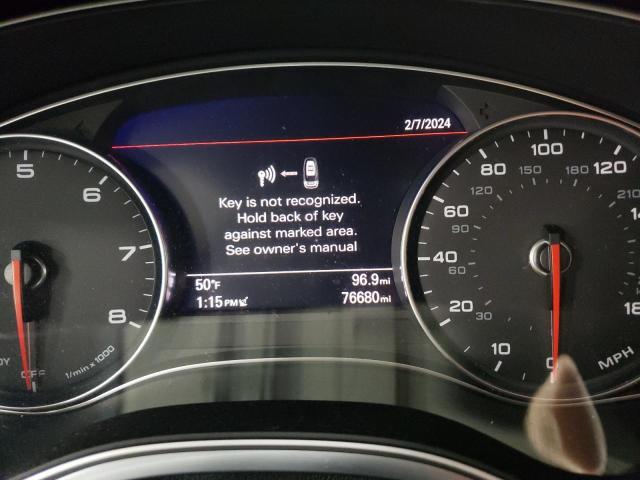 2/7/2024
Key is not recognized.
Hold back of key
against marked area.
See owner's manual
50°F 96.9mi
1:15 PM 76680mi
5
6
7
8
OFF
1/min x 1000
0
10
20
30
40
60
60
90
80
120
100
150
180
120
210
MPH